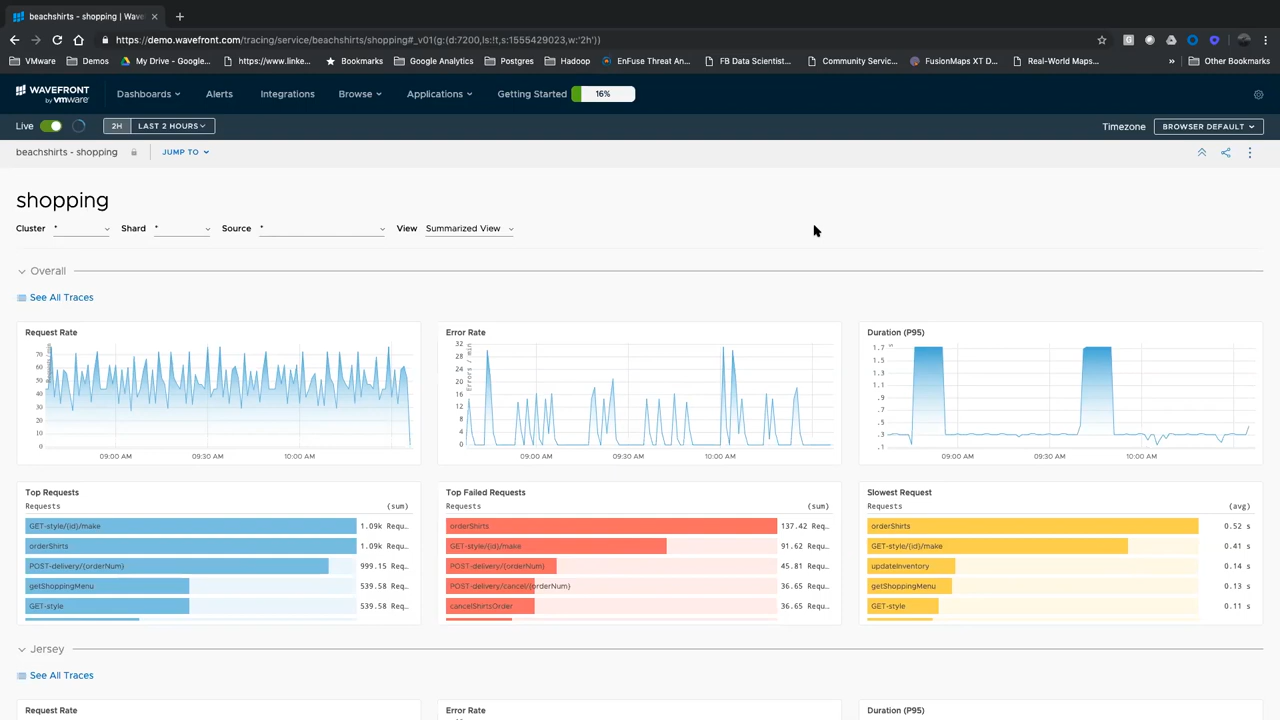 beachshirts - shopping | Wave
https://demo.wavefront.com/tracing/service/beachshirts/shopping#_v01(g:(d:7200,ls:!t,s:1555429023,w:'2h'))
VMware Demos My Drive - Google... https://www.linke... Bookmarks Google Analytics Postgres Hadoop EnFuse Threat An... FB Data Scientist... Community Servic... FusionMaps XT D... Real-World Maps... » Other Bookmarks
WAVEFRONT
by vmware
Dashboards Alerts Integrations Browse Applications Getting Started 16%
Live 2H LAST 2 HOURS Timezone BROWSER DEFAULT
beachshirts - shopping JUMP TO
shopping
Cluster * Shard * Source * View Summarized View
Overall
See All Traces
Request Rate
70
60
50
40
30
20
10
0
09:00 AM 09:30 AM 10:00 AM
Error Rate
Errors / min
32
28
24
20
16
12
8
4
0
09:00 AM 09:30 AM 10:00 AM
Duration (P95)
s
1.7
1.5
1.3
1.1
.9
.7
.5
.3
.1
09:00 AM 09:30 AM 10:00 AM
Top Requests
Requests (sum)
GET-style/{id}/make 1.09k Requ…
orderShirts 1.09k Requ…
POST-delivery/{orderNum} 999.15 Req…
getShoppingMenu 539.58 Req…
GET-style 539.58 Req…
Top Failed Requests
Requests (sum)
orderShirts 137.42 Req…
GET-style/{id}/make 91.62 Requ…
POST-delivery/{orderNum} 45.81 Requ…
POST-delivery/cancel/{orderNum} 36.65 Requ…
cancelShirtsOrder 36.65 Requ…
Slowest Request
Requests (avg)
orderShirts 0.52 s
GET-style/{id}/make 0.41 s
updateInventory 0.14 s
getShoppingMenu 0.13 s
GET-style 0.11 s
Jersey
See All Traces
Request Rate
Error Rate
Duration (P95)